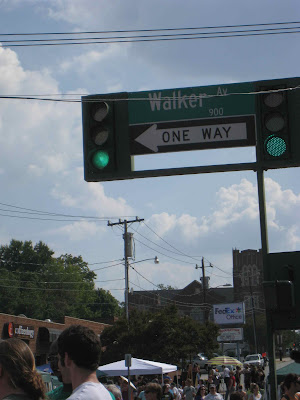 Walker Av
900
ONE WAY
FedEx
Office